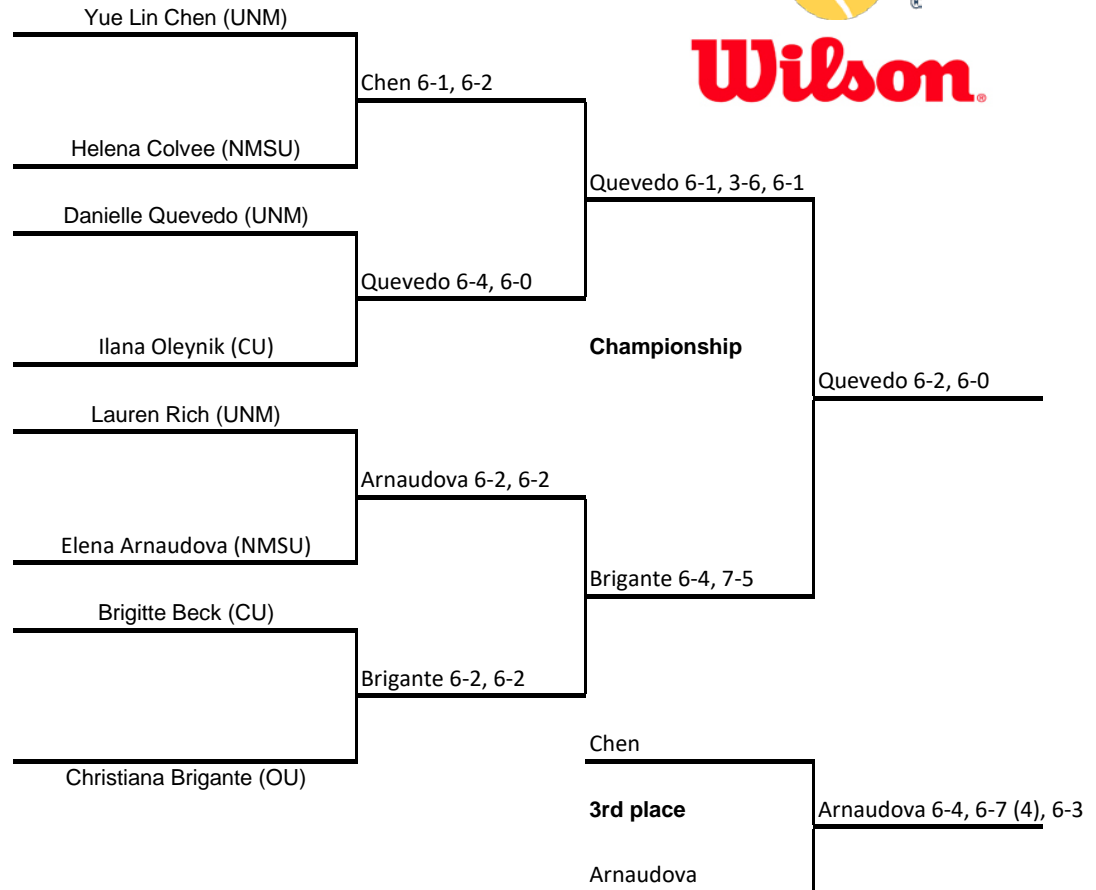 Yue Lin Chen (UNM)
Wilson®
Chen 6-1, 6-2
Helena Colvee (NMSU)
Quevedo 6-1, 3-6, 6-1
Danielle Quevedo (UNM)
Quevedo 6-4, 6-0
Ilana Oleynik (CU)
Championship
Quevedo 6-2, 6-0
Lauren Rich (UNM)
Arnaudova 6-2, 6-2
Elena Arnaudova (NMSU)
Brigante 6-4, 7-5
Brigitte Beck (CU)
Brigante 6-2, 6-2
Chen
Christiana Brigante (OU)
3rd place
Arnaudova 6-4, 6-7 (4), 6-3
Arnaudova